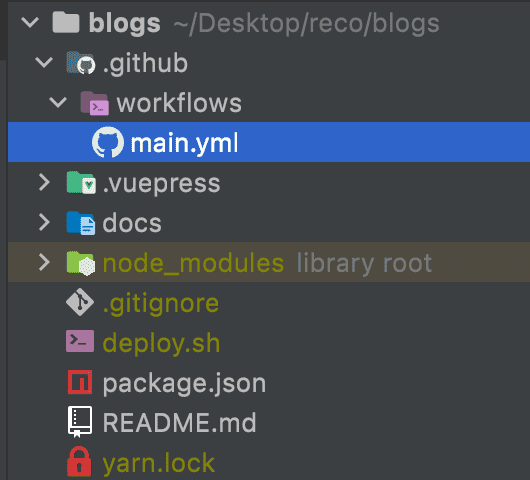 blogs ~/Desktop/reco/blogs
.github
workflows
main.yml
.vuepress
docs
node_modules library root
.gitignore
deploy.sh
package.json
README.md
yarn.lock